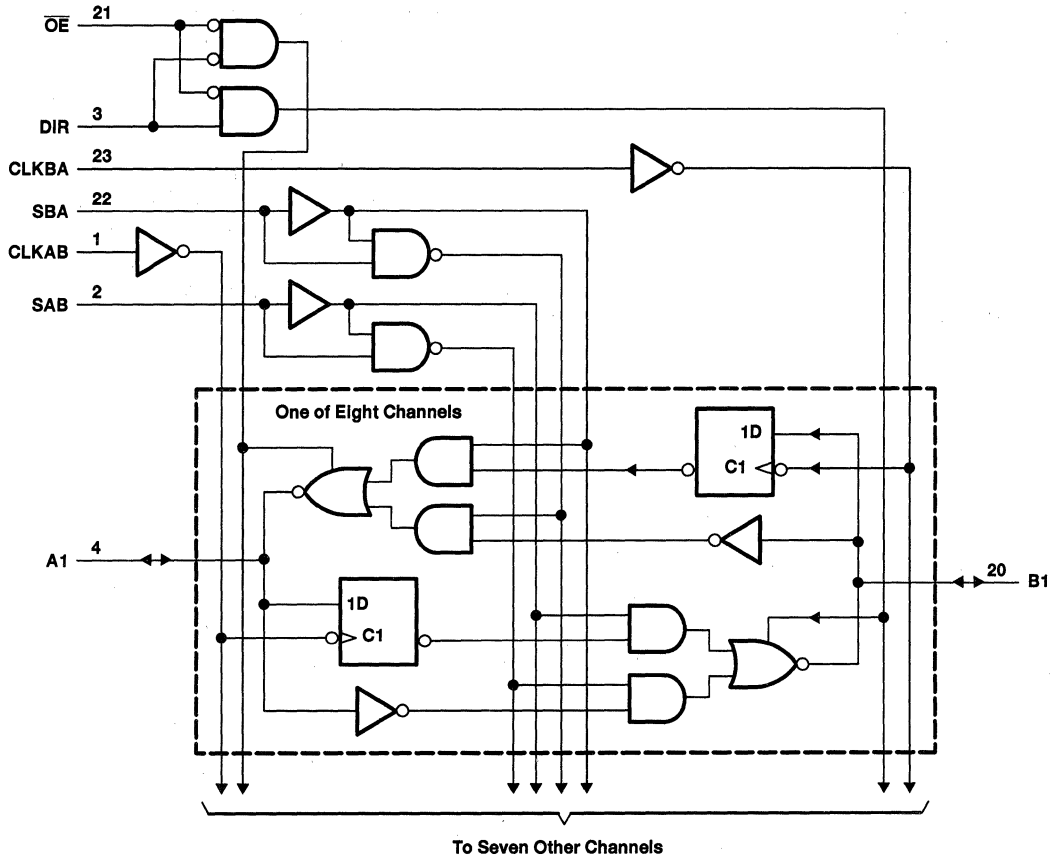 OE 21
DIR 3
CLKBA 23
SBA 22
CLKAB 1
SAB 2
One of Eight Channels
1D
C1
A1 4
20 B1
1D
C1
To Seven Other Channels